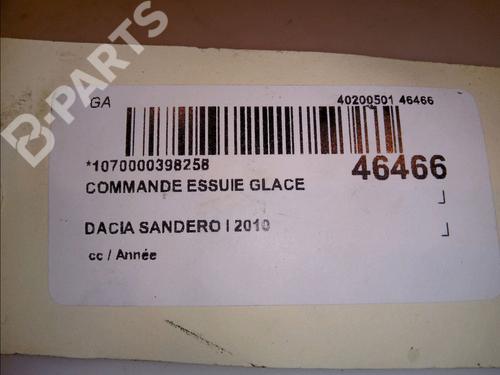 B-PARTS
GA 40200501 46466
*1070000398258 46466
COMMANDE ESSUIE GLACE
DACIA SANDERO I 2010
cc / Année